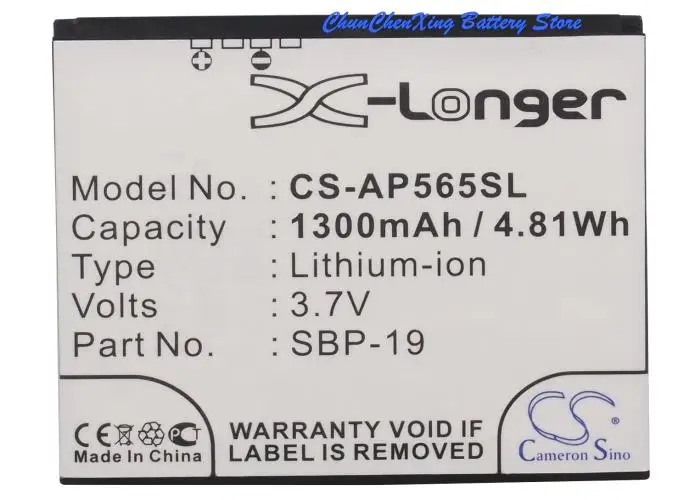 ChunChenXing Battery Store
X-Longer
Model No. : CS-AP565SL
Capacity : 1300mAh / 4.81Wh
Type : Lithium-ion
Volts : 3.7V
Part No. : SBP-19
WARRANTY VOID IF
SEAL IS REMOVED
Made In China
CS
Cameron Sino